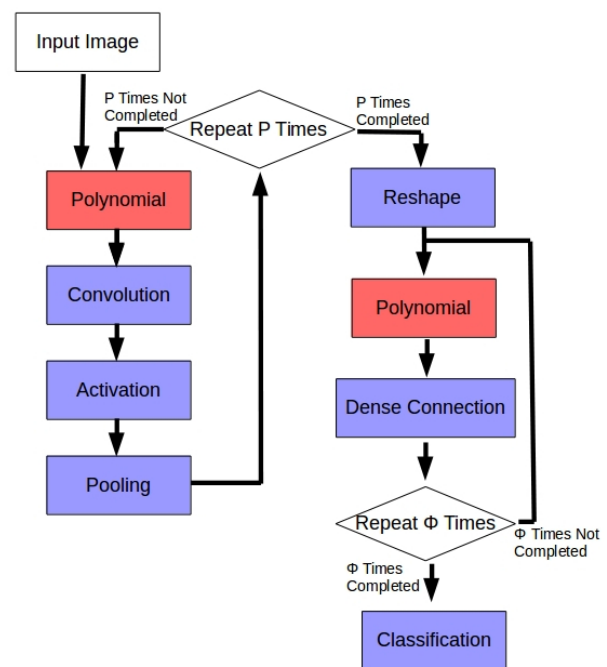 Input Image
P Times Not
Completed
Repeat P Times
P Times
Completed
Polynomial
Convolution
Activation
Pooling
Reshape
Polynomial
Dense Connection
Repeat Φ Times
Φ Times Not
Completed
Φ Times
Completed
Classification